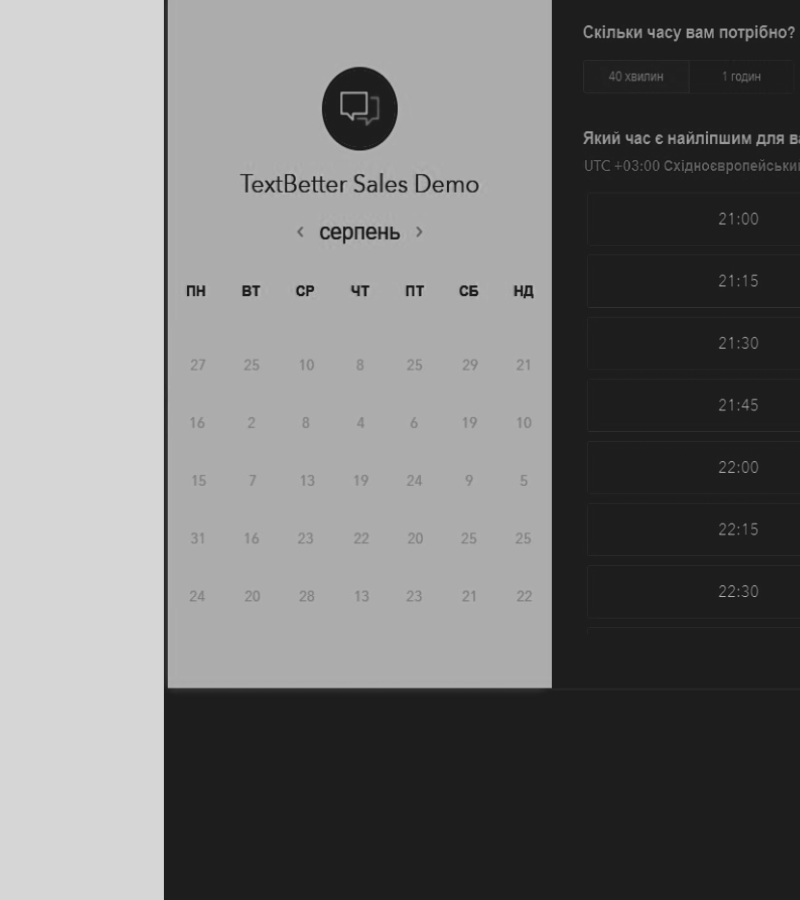 TextBetter Sales Demo
‹ серпень ›
ПН ВТ СР ЧТ ПТ СБ НД
27 25 10 8 25 29 21
16 2 8 4 6 19 10
15 7 13 19 24 9 5
31 16 23 22 20 25 25
24 20 28 13 23 21 22
Скільки часу вам потрібно?
40 хвилин 1 годин
Який час є найліпшим для
UTC +03:00
21:00
21:15
21:30
21:45
22:00
22:15
22:30